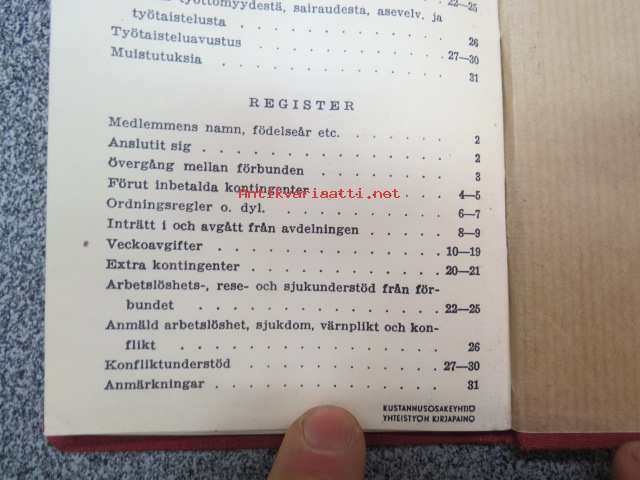 työttömyydestä, sairaudesta, asevelv. ja 22—25
työtaistelusta . . . . . . . . . . 26
Työtaisteluavustus . . . . . . . . . 27—30
Muistutuksia . . . . . . . . . . . 31
REGISTER
Medlemmens namn, födelseår etc. . . . . . . 2
Anslutit sig . . . . . . . . . . . . 2
Övergång mellan förbunden . . . . . . . 3
Förut inbetalda kontingenter . . . . . . 4—5
Antikvariaatti.net
Ordningsregler o. dyl. . . . . . . . . 6—7
Inträtt i och avgått från avdelningen . . . . 8—9
Veckoavgifter . . . . . . . . . . . 10—19
Extra kontingenter . . . . . . . . . 20—21
Arbetslöshets-, rese- och sjukunderstöd från för-
bundet . . . . . . . . . . . . 22—25
Anmäld arbetslöshet, sjukdom, värnplikt och kon-
flikt . . . . . . . . . . . . 26
Konfliktunderstöd . . . . . . . . . 27—30
Anmärkningar . . . . . . . . . . . 31
KUSTANNUSOSAKEYHTIÖ
YHTEISTYÖN KIRJAPAINO